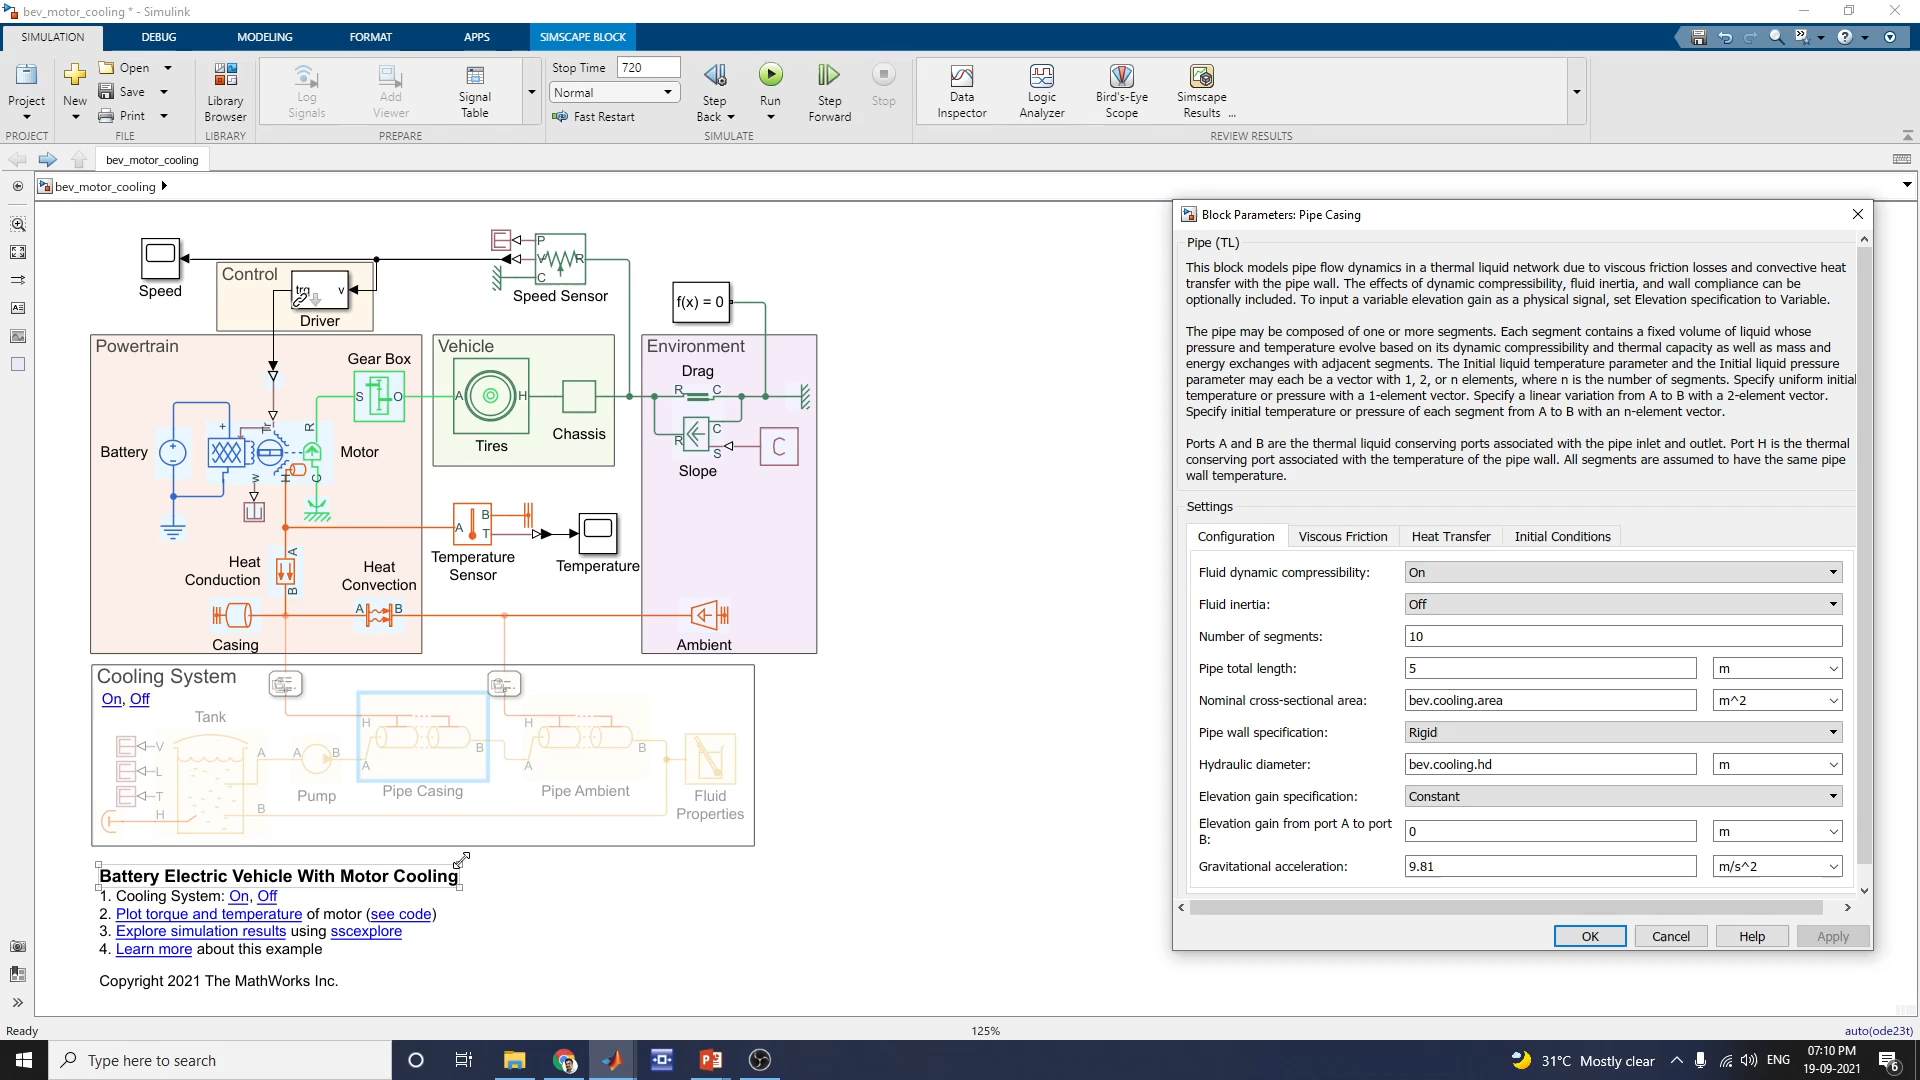 bev_motor_cooling * - Simulink
SIMULATION
DEBUG
MODELING
FORMAT
APPS
SIMSCAPE BLOCK
Project
New
Open
Save
Print
Library
Browser
Log
Signals
Add
Viewer
Signal
Table
Stop Time 720
Normal
Fast Restart
Step
Back
Run
Step
Forward
Stop
Data
Inspector
Logic
Analyzer
Bird's-Eye
Scope
Simscape
Results ...
PROJECT
FILE
LIBRARY
PREPARE
SIMULATE
REVIEW RESULTS
bev_motor_cooling
bev_motor_cooling
Speed
Control
trq
v
Driver
P
V
R
C
Speed Sensor
f(x) = 0
Powertrain
Gear Box
S
O
Battery
+
Tr
R
w
H
C
Motor
Vehicle
A
H
Tires
Chassis
Environment
Drag
R
C
R
C
S
C
Slope
A
B
T
Temperature
Sensor
Temperature
Heat
Conduction
A
B
Heat
Convection
A
B
Casing
Ambient
Cooling System
On, Off
Tank
V
L
T
H
A
B
A
B
Pump
H
A
B
Pipe Casing
H
A
B
Pipe Ambient
Fluid
Properties
Battery Electric Vehicle With Motor Cooling
1. Cooling System: On, Off
2. Plot torque and temperature of motor (see code)
3. Explore simulation results using sscexplore
4. Learn more about this example
Copyright 2021 The MathWorks Inc.
Block Parameters: Pipe Casing
Pipe (TL)
This block models pipe flow dynamics in a thermal liquid network due to viscous friction losses and convective heat
transfer with the pipe wall. The effects of dynamic compressibility, fluid inertia, and wall compliance can be
optionally included. To input a variable elevation gain as a physical signal, set Elevation specification to Variable.
The pipe may be composed of one or more segments. Each segment contains a fixed volume of liquid whose
pressure and temperature evolve based on its dynamic compressibility and thermal capacity as well as mass and
energy exchanges with adjacent segments. The Initial liquid temperature parameter and the Initial liquid pressure
parameter may each be a vector with 1, 2, or n elements, where n is the number of segments. Specify uniform initial
temperature or pressure with a 1-element vector. Specify a linear variation from A to B with a 2-element vector.
Specify initial temperature or pressure of each segment from A to B with an n-element vector.
Ports A and B are the thermal liquid conserving ports associated with the pipe inlet and outlet. Port H is the thermal
conserving port associated with the temperature of the pipe wall. All segments are assumed to have the same pipe
wall temperature.
Settings
Configuration
Viscous Friction
Heat Transfer
Initial Conditions
Fluid dynamic compressibility: On
Fluid inertia: Off
Number of segments: 10
Pipe total length: 5 m
Nominal cross-sectional area: bev.cooling.area m^2
Pipe wall specification: Rigid
Hydraulic diameter: bev.cooling.hd m
Elevation gain specification: Constant
Elevation gain from port A to port
B:
0 m
Gravitational acceleration: 9.81 m/s^2
OK
Cancel
Help
Apply
Ready
125%
auto(ode23t)
Type here to search
31°C Mostly clear
ENG
07:10 PM
19-09-2021
6